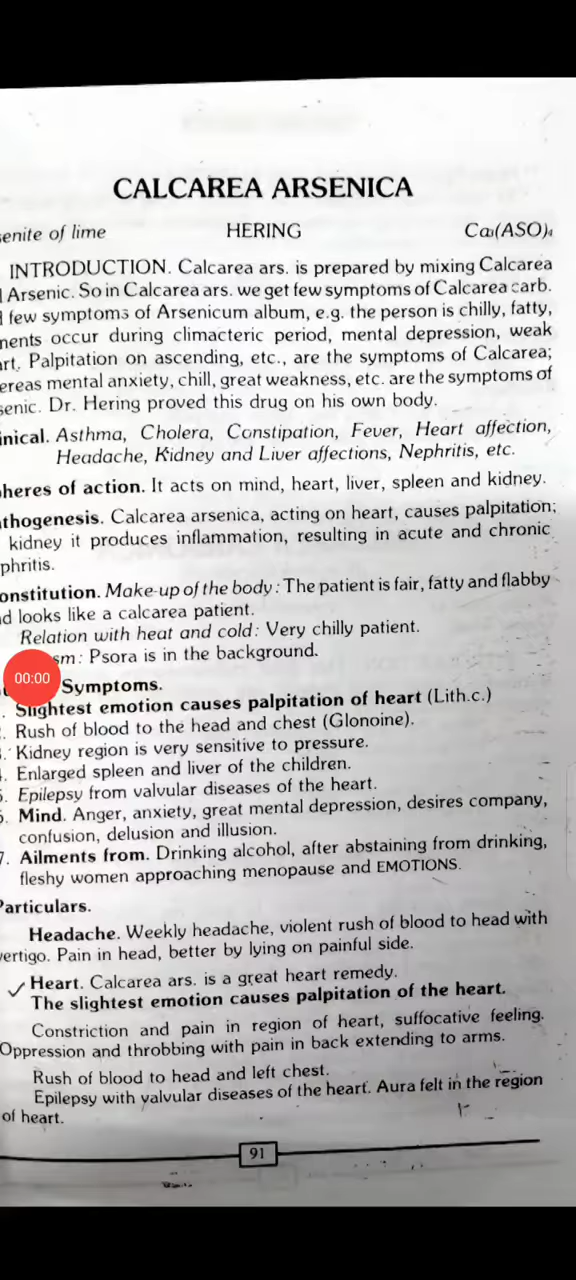 CALCAREA ARSENICA
senite of lime HERING Ca₃(ASO)₄
INTRODUCTION. Calcarea ars. is prepared by mixing Calcarea
Arsenic. So in Calcarea ars. we get few symptoms of Calcarea carb.
few symptoms of Arsenicum album, e.g. the person is chilly, fatty,
ments occur during climacteric period, mental depression, weak
art. Palpitation on ascending, etc., are the symptoms of Calcarea;
ereas mental anxiety, chill, great weakness, etc. are the symptoms of
senic. Dr. Hering proved this drug on his own body.
inical. Asthma, Cholera, Constipation, Fever, Heart affection,
Headache, Kidney and Liver affections, Nephritis, etc.
heres of action. It acts on mind, heart, liver, spleen and kidney.
thogenesis. Calcarea arsenica, acting on heart, causes palpitation;
kidney it produces inflammation, resulting in acute and chronic
phritis.
onstitution. Make-up of the body : The patient is fair, fatty and flabby
d looks like a calcarea patient.
Relation with heat and cold : Very chilly patient.
sm : Psora is in the background.
00:00
Symptoms.
. Slightest emotion causes palpitation of heart (Lith.c.)
. Rush of blood to the head and chest (Glonoine).
. Kidney region is very sensitive to pressure.
. Enlarged spleen and liver of the children.
5. Epilepsy from valvular diseases of the heart.
6. Mind. Anger, anxiety, great mental depression, desires company,
confusion, delusion and illusion.
7. Ailments from. Drinking alcohol, after abstaining from drinking,
fleshy women approaching menopause and EMOTIONS.
Particulars.
Headache. Weekly headache, violent rush of blood to head with
vertigo. Pain in head, better by lying on painful side.
✓ Heart. Calcarea ars. is a great heart remedy.
The slightest emotion causes palpitation of the heart.
Constriction and pain in region of heart, suffocative feeling.
Oppression and throbbing with pain in back extending to arms.
Rush of blood to head and left chest.
Epilepsy with valvular diseases of the heart. Aura felt in the region
of heart.
91